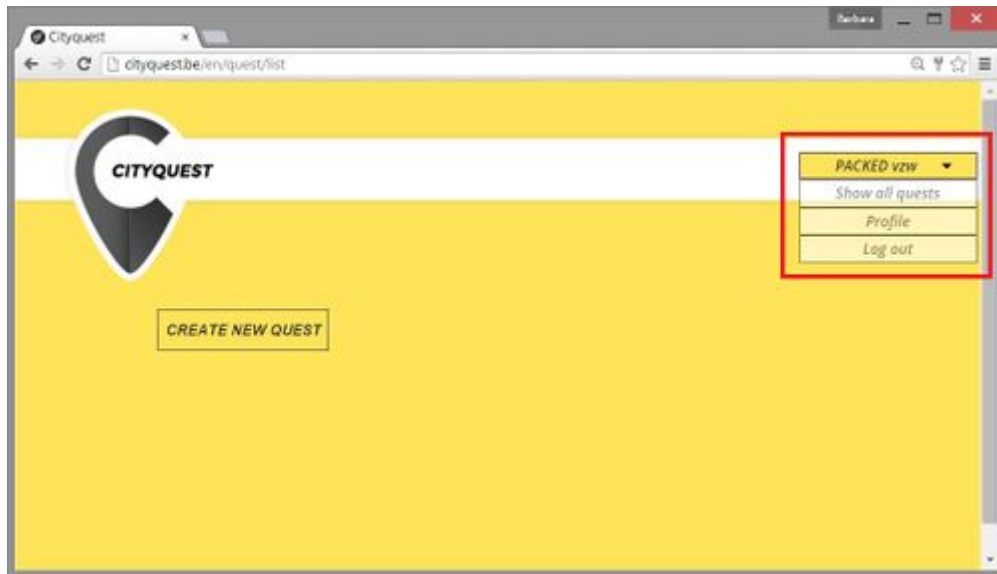 Barbara
Cityquest
cityquest.be/en/quest/list
CITYQUEST
PACKED vzw
Show all quests
Profile
Log out
CREATE NEW QUEST